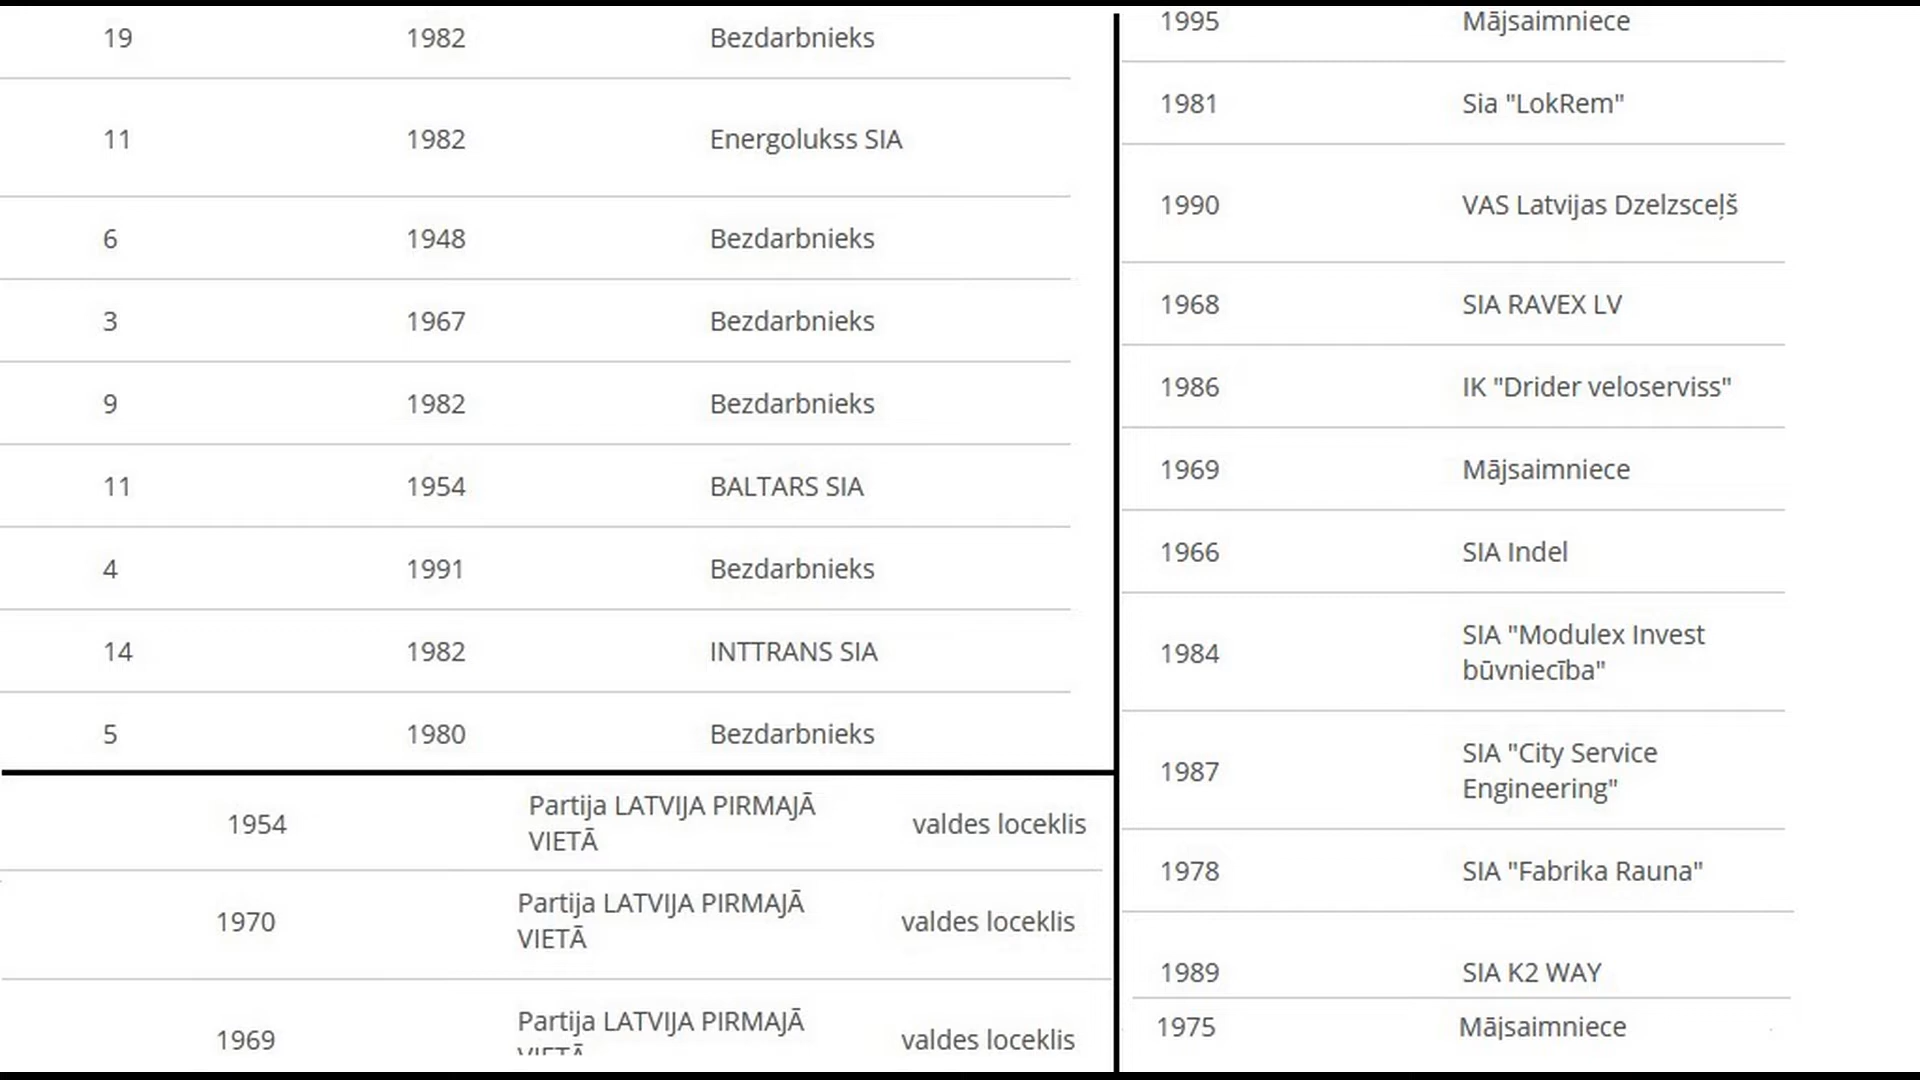 19 1982 Bezdarbnieks
11 1982 Energolukss SIA
6 1948 Bezdarbnieks
3 1967 Bezdarbnieks
9 1982 Bezdarbnieks
11 1954 BALTARS SIA
4 1991 Bezdarbnieks
14 1982 INTTRANS SIA
5 1980 Bezdarbnieks
1954 Partija LATVIJA PIRMAJĀ
VIETĀ
valdes loceklis
1970 Partija LATVIJA PIRMAJĀ
VIETĀ
valdes loceklis
1969 Partija LATVIJA PIRMAJĀ
VIETĀ
valdes loceklis
1995 Mājsaimniece
1981 Sia "LokRem"
1990 VAS Latvijas Dzelzsceļš
1968 SIA RAVEX LV
1986 IK "Drider veloserviss"
1969 Mājsaimniece
1966 SIA Indel
1984 SIA "Modulex Invest
būvniecība"
1987 SIA "City Service
Engineering"
1978 SIA "Fabrika Rauna"
1989 SIA K2 WAY
1975 Mājsaimniece